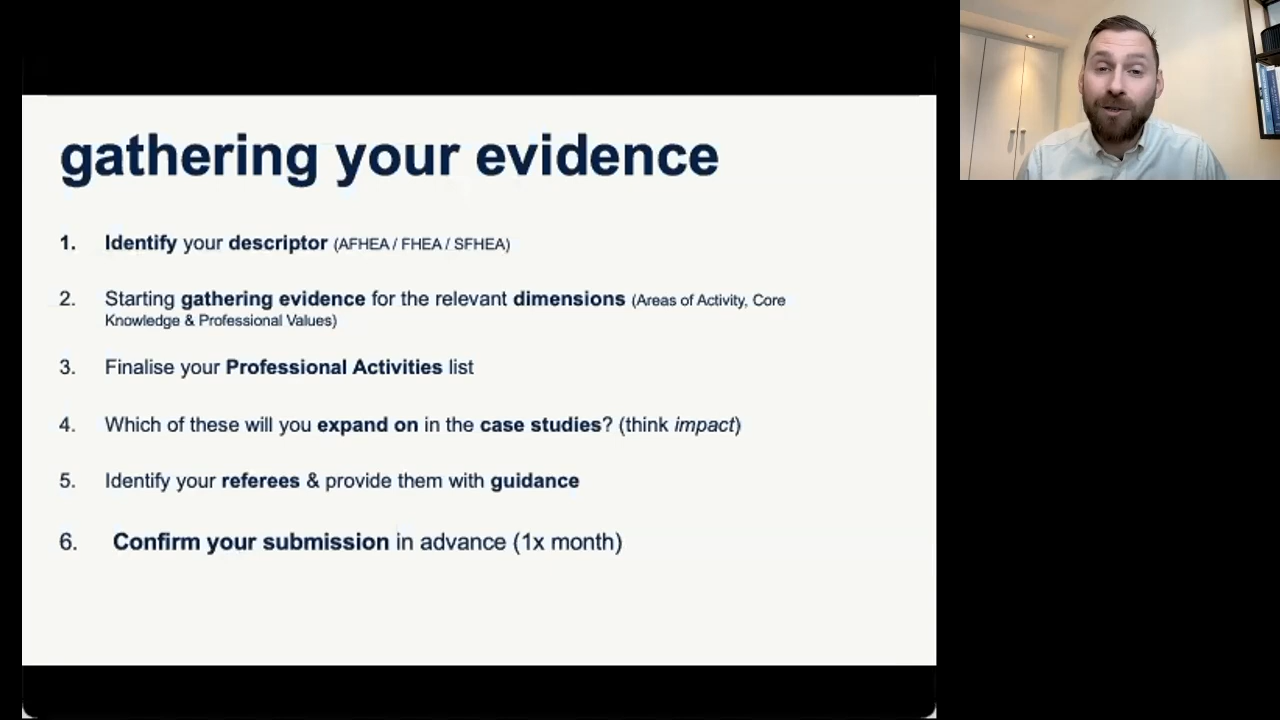 gathering your evidence
1. Identify your descriptor (AFHEA / FHEA / SFHEA)
2. Starting gathering evidence for the relevant dimensions (Areas of Activity, Core
Knowledge & Professional Values)
3. Finalise your Professional Activities list
4. Which of these will you expand on in the case studies? (think impact)
5. Identify your referees & provide them with guidance
6. Confirm your submission in advance (1x month)